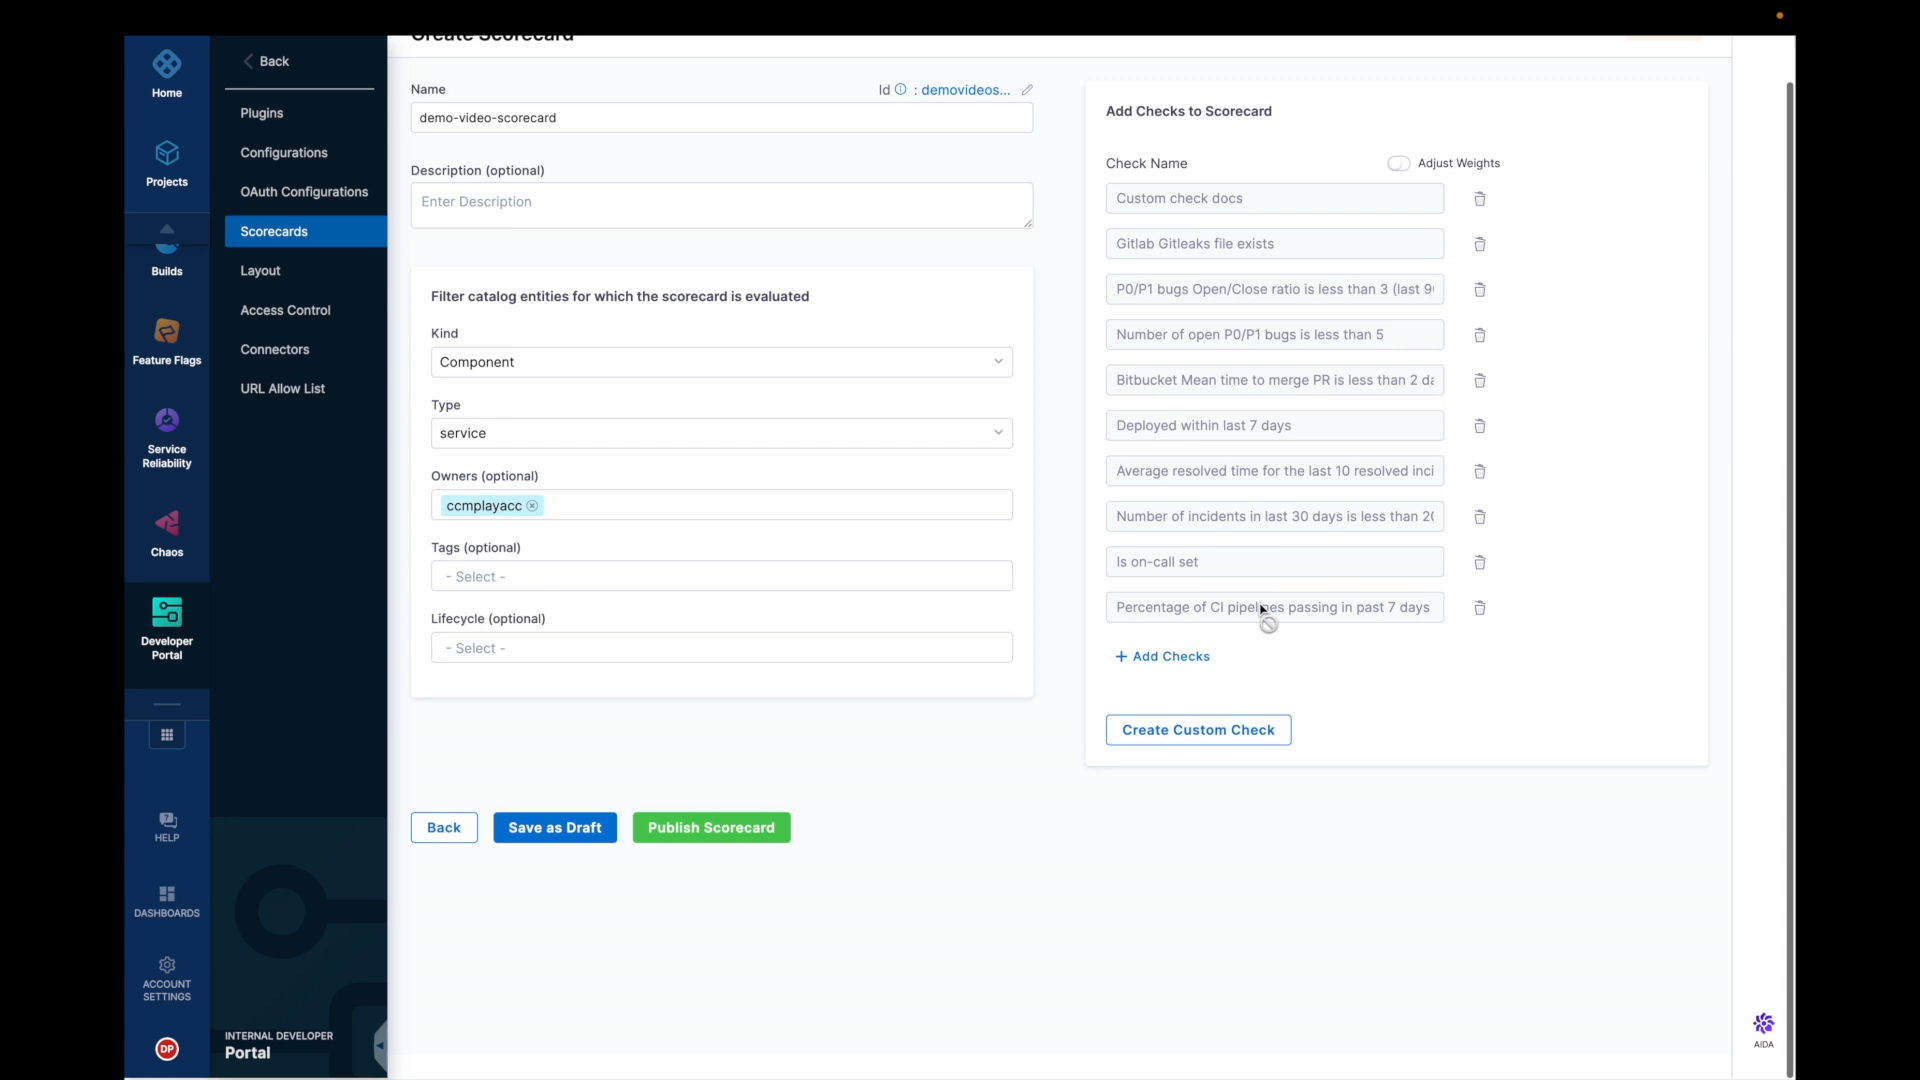 Create Scorecard
Home
Projects
Builds
Feature Flags
Service
Reliability
Chaos
Developer
Portal
HELP
DASHBOARDS
ACCOUNT
SETTINGS
DP
Back
Plugins
Configurations
OAuth Configurations
Scorecards
Layout
Access Control
Connectors
URL Allow List
INTERNAL DEVELOPER
Portal
Name
Id : demovideos...
demo-video-scorecard
Description (optional)
Enter Description
Filter catalog entities for which the scorecard is evaluated
Kind
Component
Type
service
Owners (optional)
ccmplayacc
Tags (optional)
- Select -
Lifecycle (optional)
- Select -
Back
Save as Draft
Publish Scorecard
Add Checks to Scorecard
Check Name
Adjust Weights
Custom check docs
Gitlab Gitleaks file exists
P0/P1 bugs Open/Close ratio is less than 3 (last
Number of open P0/P1 bugs is less than 5
Bitbucket Mean time to merge PR is less than 2
Deployed within last 7 days
Average resolved time for the last 10 resolved inci
Number of incidents in last 30 days is less than
Is on-call set
Percentage of CI pipelines passing in past 7 days
+ Add Checks
Create Custom Check
AIDA